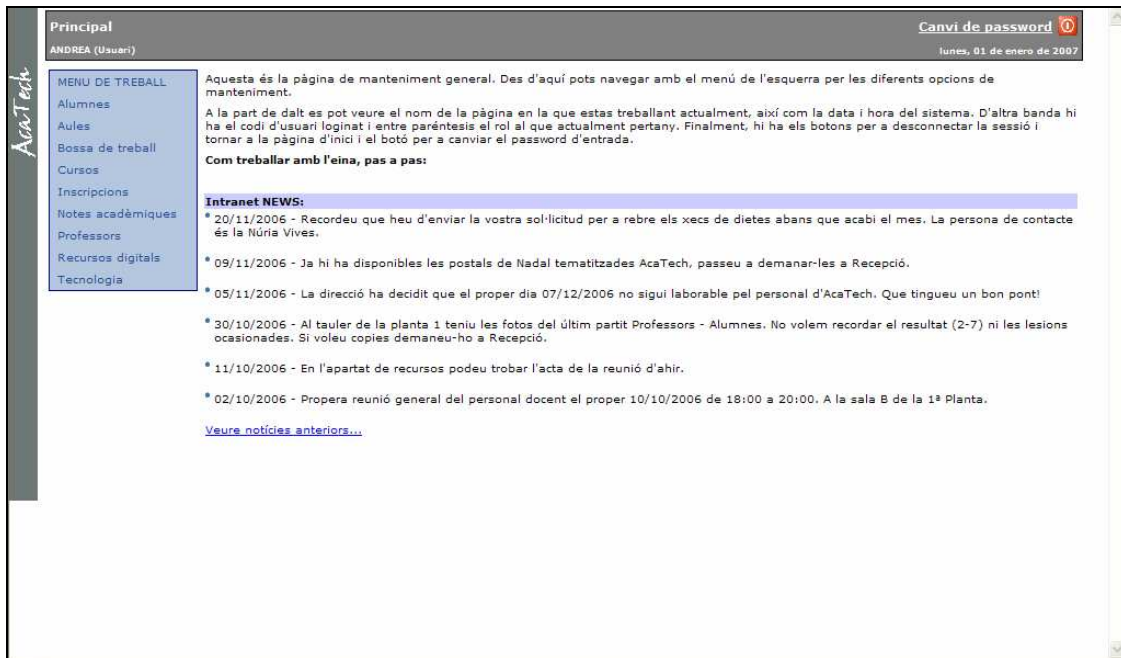 Principal
Canvi de password
ANDREA (Usuari)
lunes, 01 de enero de 2007
AcaTech
MENU DE TREBALL
Alumnes
Aules
Bossa de treball
Cursos
Inscripcions
Notes acadèmiques
Professors
Recursos digitals
Tecnologia
Aquesta és la pàgina de manteniment general. Des d'aquí pots navegar amb el menú de l'esquerra per les diferents opcions de
manteniment.
A la part de dalt es pot veure el nom de la pàgina en la que estas treballant actualment, així com la data i hora del sistema. D'altra banda hi
ha el codi d'usuari loginat i entre parèntesis el rol al que actualment pertany. Finalment, hi ha els botons per a desconnectar la sessió i
tornar a la pàgina d'inici i el botó per a canviar el password d'entrada.
Com treballar amb l'eina, pas a pas:
Intranet NEWS:
20/11/2006 - Recordeu que heu d'enviar la vostra sol·licitud per a rebre els xecs de dietes abans que acabi el mes. La persona de contacte
és la Núria Vives.
09/11/2006 - Ja hi ha disponibles les postals de Nadal tematitzades AcaTech, passeu a demanar-les a Recepció.
05/11/2006 - La direcció ha decidit que el proper dia 07/12/2006 no sigui laborable pel personal d'AcaTech. Que tingueu un bon pont!
30/10/2006 - Al tauler de la planta 1 teniu les fotos del últim partit Professors - Alumnes. No volem recordar el resultat (2-7) ni les lesions
ocasionades. Si voleu copies demaneu-ho a Recepció.
11/10/2006 - En l'apartat de recursos podeu trobar l'acta de la reunió d'ahir.
02/10/2006 - Propera reunió general del personal docent el proper 10/10/2006 de 18:00 a 20:00. A la sala B de la 1ª Planta.
Veure notícies anteriors...